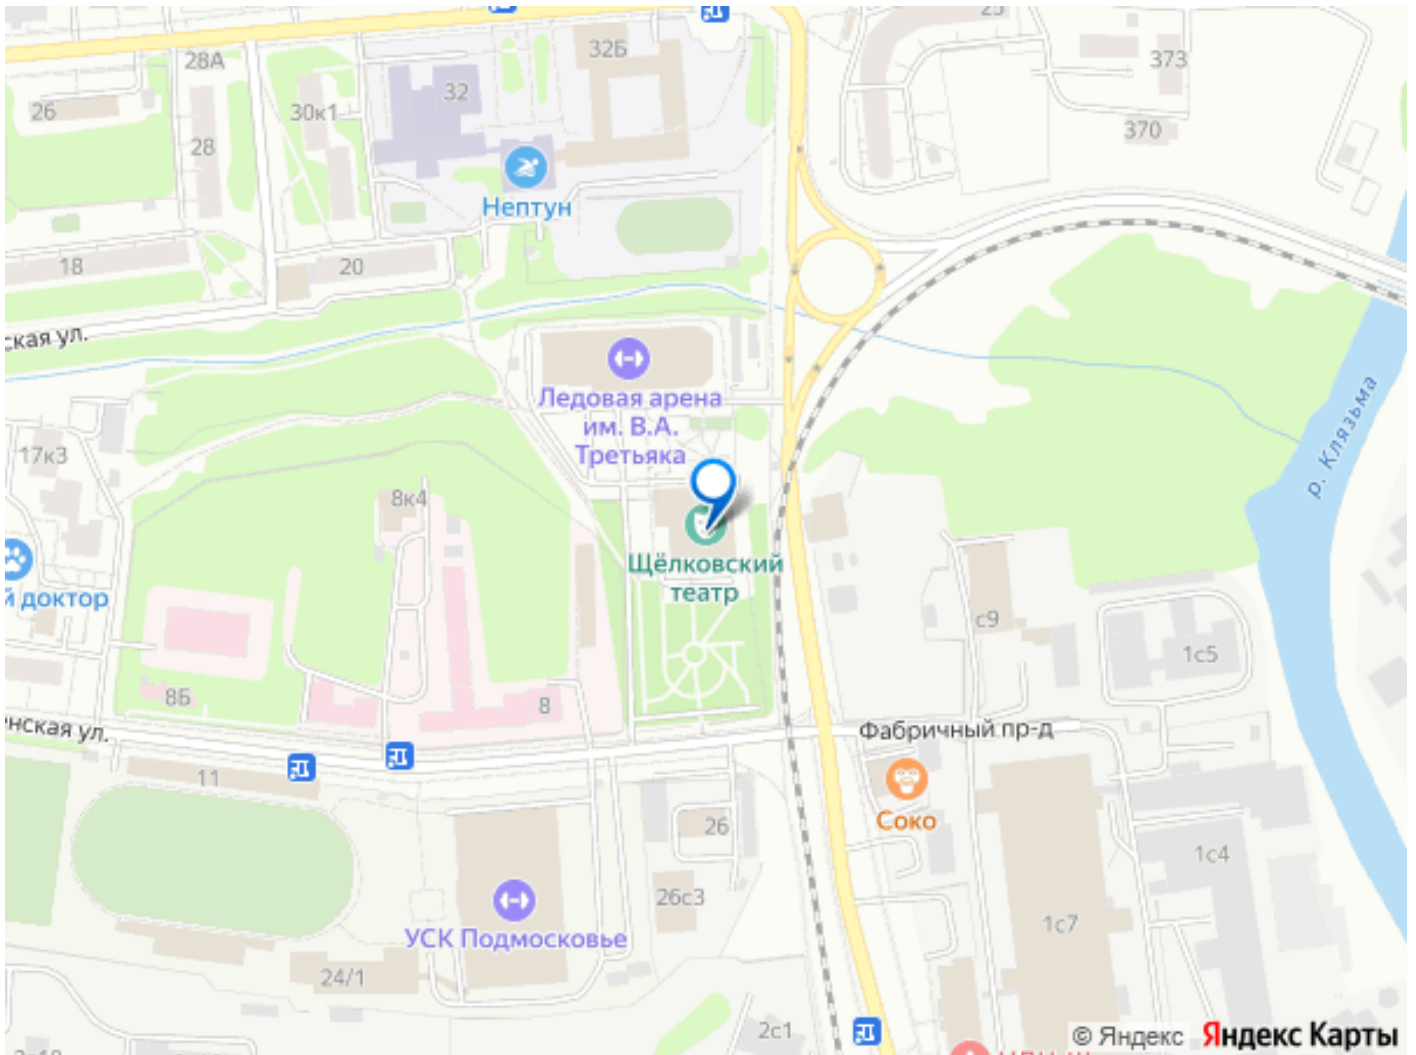 25
32Б
28А
373
32
26
30к1
370
28
Нептун
18
20
ская ул.
Ледовая арена
им. В.А.
Третьяка
р. Клязьма
17к3
8к4
Щёлковский
театр
й доктор
с9
1с5
8Б
8
нская ул.
Фабричный пр-д
11
Соко
26
1с4
26с3
1с7
УСК Подмосковье
24/1
2с1
© Яндекс Яндекс Карты